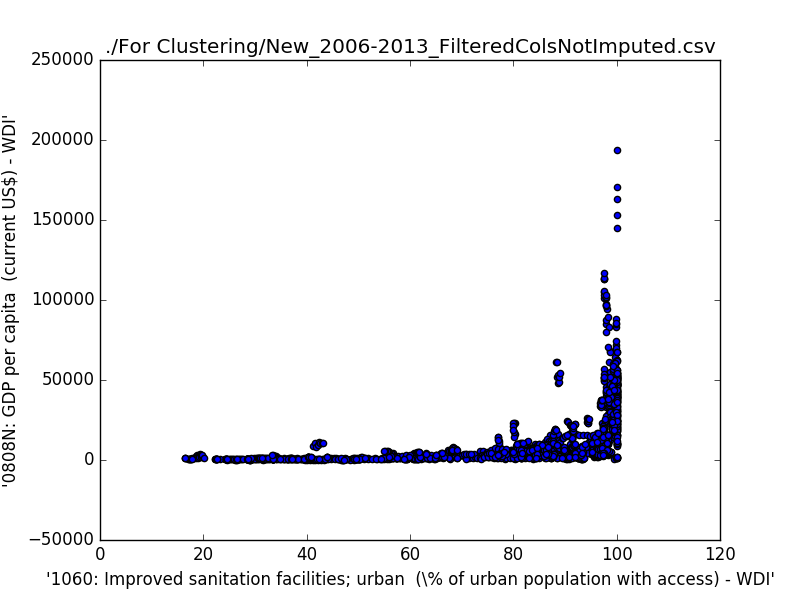 ./For Clustering/New_2006-2013_FilteredColsNotImputed.csv
250000
200000
150000
100000
50000
0
−50000
0 20 40 60 80 100 120
'0808N: GDP per capita  (current US$) - WDI'
'1060: Improved sanitation facilities; urban  (\% of urban population with access) - WDI'